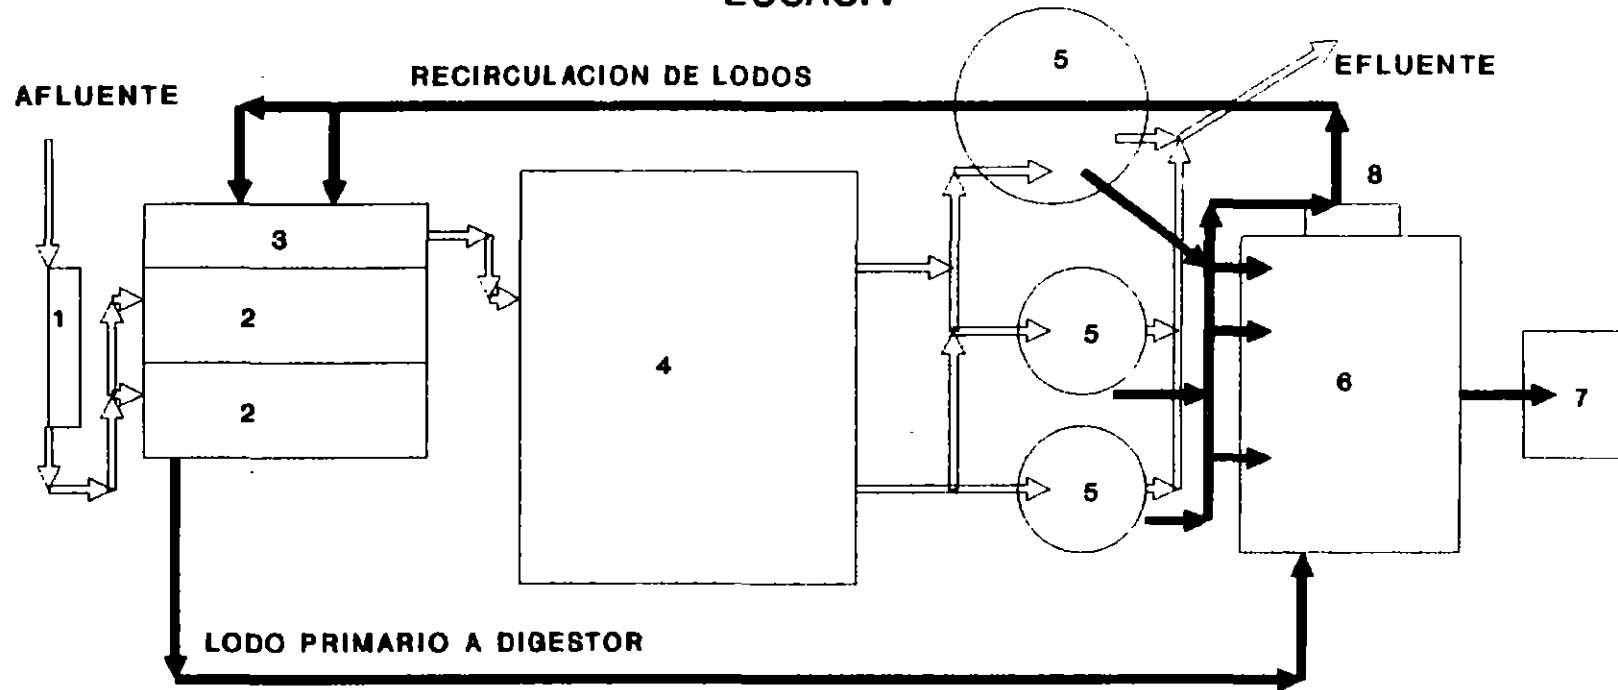 RECIRCULACION DE LODOS
AFLUENTE
EFLUENTE
5
8
3
1
2
2
4
5
5
6
7
LODO PRIMARIO A DIGESTOR